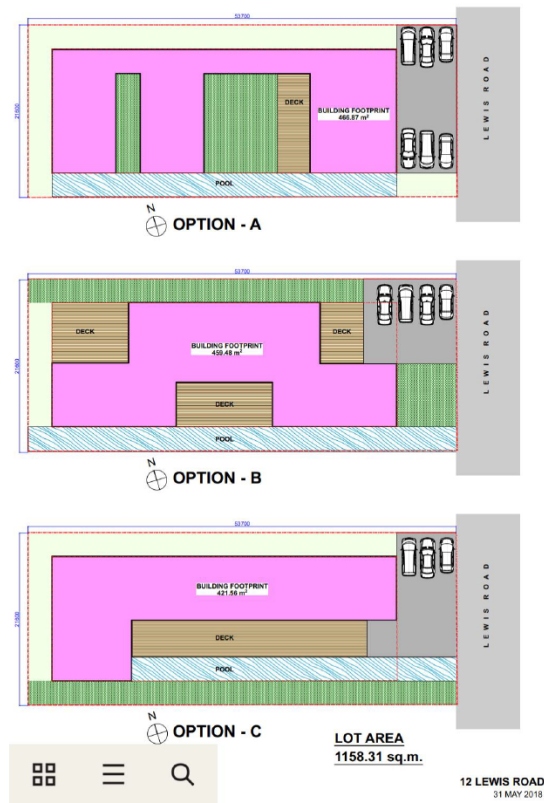 53700
21600
DECK
BUILDING FOOTPRINT
466.87 m²
POOL
LEWIS ROAD
N
OPTION - A
53700
21600
DECK
DECK
BUILDING FOOTPRINT
459.48 m²
DECK
POOL
LEWIS ROAD
N
OPTION - B
53700
21600
BUILDING FOOTPRINT
421.56 m²
DECK
POOL
LEWIS ROAD
N
OPTION - C
LOT AREA
1158.31 sq.m.
12 LEWIS ROAD
31 MAY 2018